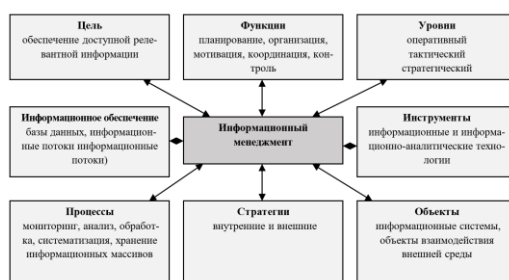 Цель
обеспечение доступной реле-
вантной информации
Функции
планирование, организация,
мотивация, координация, кон-
троль
Уровни
оперативный
тактический
стратегический
Информационное обеспечение
базы данных, информацион-
ные потоки информационные
потоки)
Информационный
менеджмент
Инструменты
информационные и информа-
ционно-аналитические техно-
логии
Процессы
мониторинг, анализ, обработ-
ка, систематизация, хранение
информационных массивов
Стратегии
внутренние и внешние
Объекты
информационные системы,
объекты взаимодействия
внешней среды